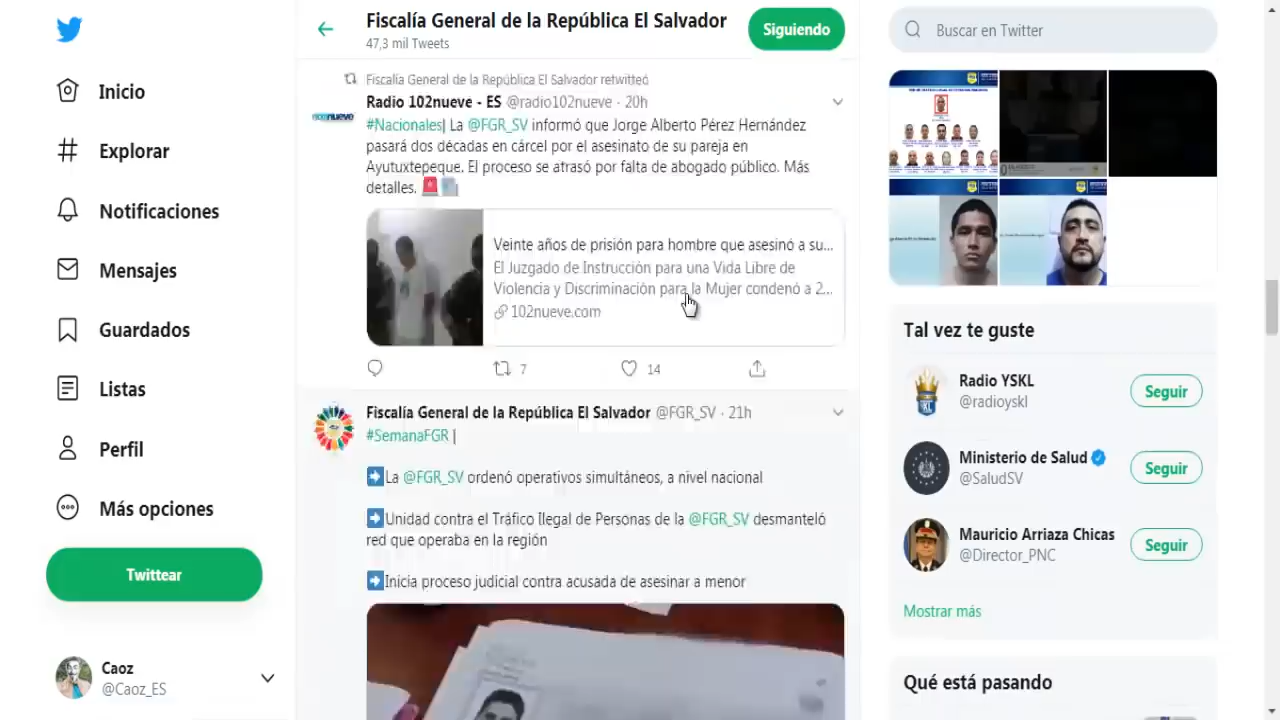 Inicio
Explorar
Notificaciones
Mensajes
Guardados
Listas
Perfil
Más opciones
Twittear
Caoz
@Caoz_ES
Fiscalía General de la República El Salvador
47,3 mil Tweets
Siguiendo
Fiscalía General de la República El Salvador retwitteó
Radio 102nueve - ES @radio102nueve · 20h
#Nacionales| La @FGR_SV informó que Jorge Alberto Pérez Hernández
pasará dos décadas en cárcel por el asesinato de su pareja en
Ayutuxtepeque. El proceso se atrasó por falta de abogado público. Más
detalles.
Veinte años de prisión para hombre que asesinó a su...
El Juzgado de Instrucción para una Vida Libre de
Violencia y Discriminación para la Mujer condenó a 2...
102nueve.com
7
14
Fiscalía General de la República El Salvador @FGR_SV · 21h
#SemanaFGR |
La @FGR_SV ordenó operativos simultáneos, a nivel nacional
Unidad contra el Tráfico Ilegal de Personas de la @FGR_SV desmanteló
red que operaba en la región
Inicia proceso judicial contra acusada de asesinar a menor
Buscar en Twitter
Tal vez te guste
Radio YSKL
@radioyskl
Seguir
Ministerio de Salud
@SaludSV
Seguir
Mauricio Arriaza Chicas
@Director_PNC
Seguir
Mostrar más
Qué está pasando